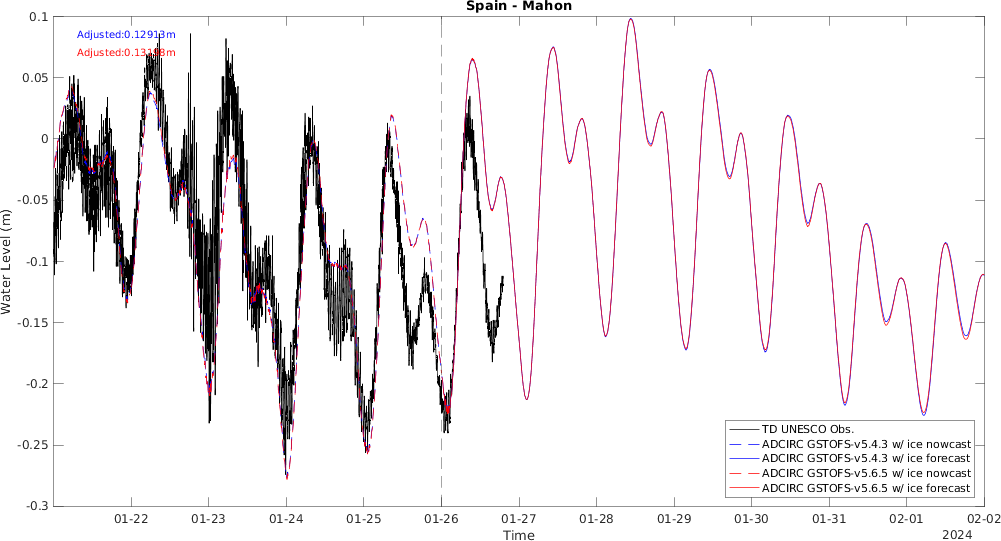 Spain - Mahon
Adjusted:0.12913m
Adjusted:0.13198m
0.1
0.05
0
-0.05
-0.1
-0.15
-0.2
-0.25
-0.3
Water Level (m)
TD UNESCO Obs.
ADCIRC GSTOFS-v5.4.3 w/ ice nowcast
ADCIRC GSTOFS-v5.4.3 w/ ice forecast
ADCIRC GSTOFS-v5.6.5 w/ ice nowcast
ADCIRC GSTOFS-v5.6.5 w/ ice forecast
01-22 01-23 01-24 01-25 01-26 01-27 01-28 01-29 01-30 01-31 02-01 02-02
Time
2024